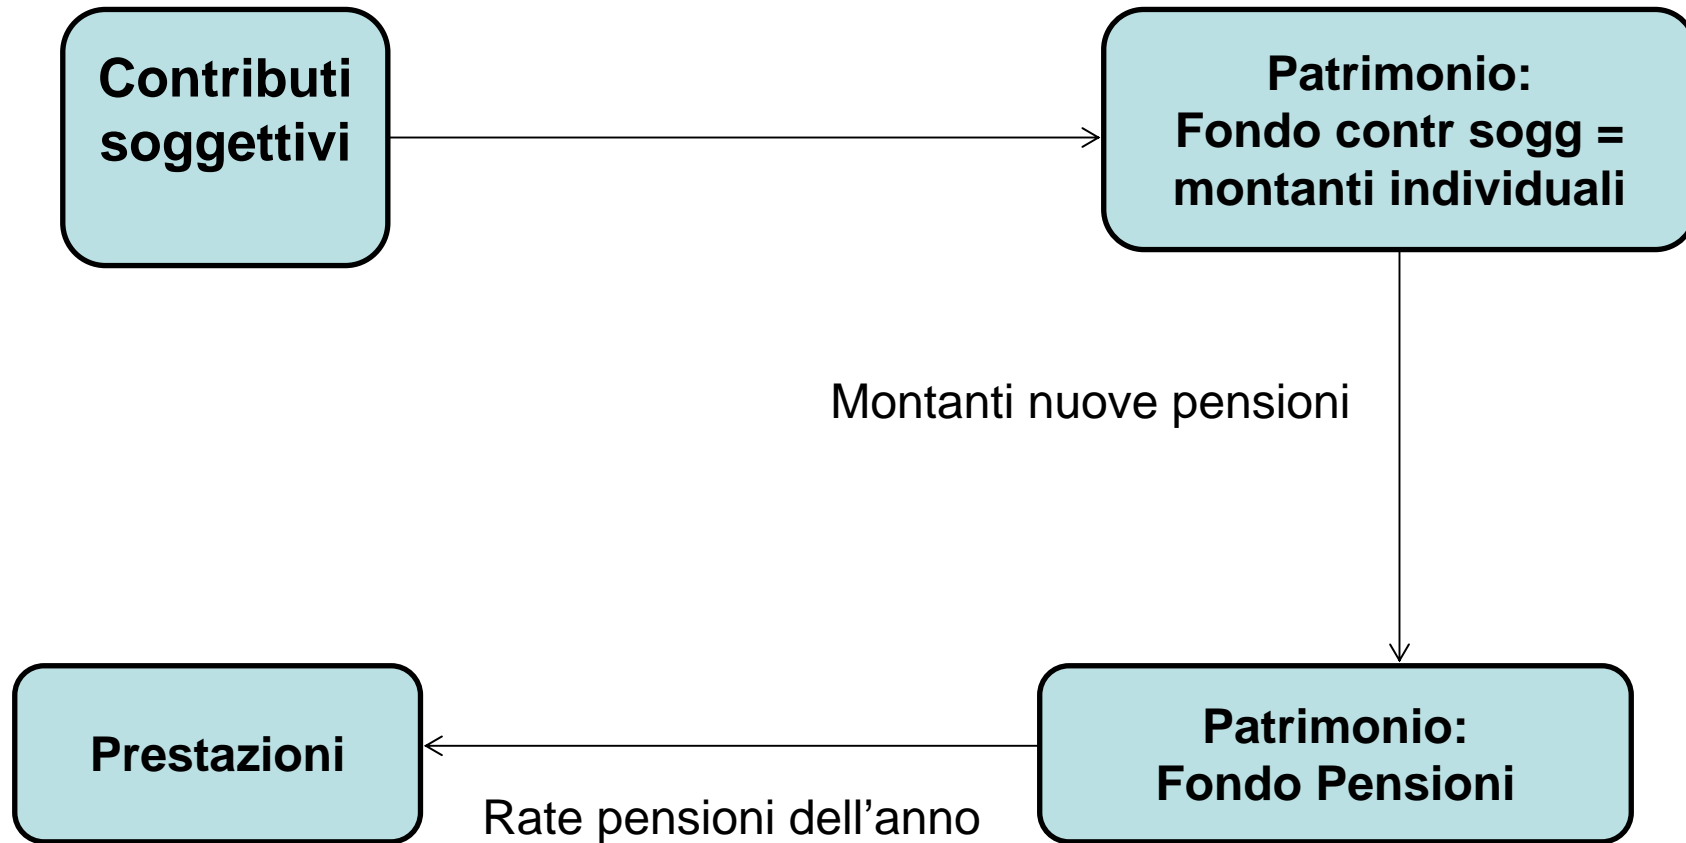 Contributi
soggettivi
Patrimonio:
Fondo contr sogg =
montanti individuali
Montanti nuove pensioni
Prestazioni
Rate pensioni dell’anno
Patrimonio:
Fondo Pensioni